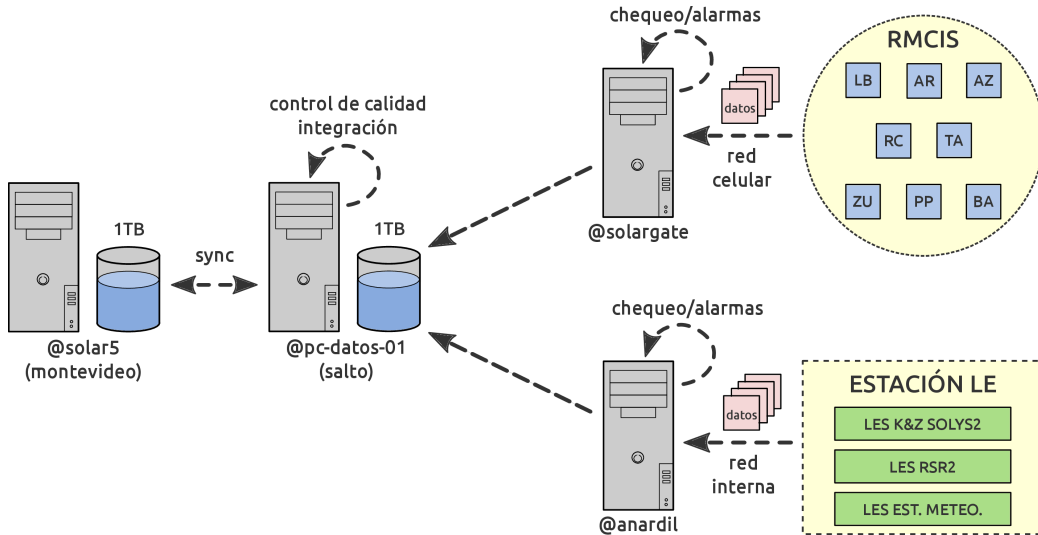 chequeo/alarmas
RMCIS
LB
AR
AZ
datos
RC
TA
red
celular
ZU
PP
BA
@solargate
control de calidad
integración
1TB
sync
1TB
@solar5
(montevideo)
@pc-datos-01
(salto)
chequeo/alarmas
ESTACIÓN LE
datos
LES K&Z SOLYS2
red
interna
LES RSR2
LES EST. METEO.
@anardil